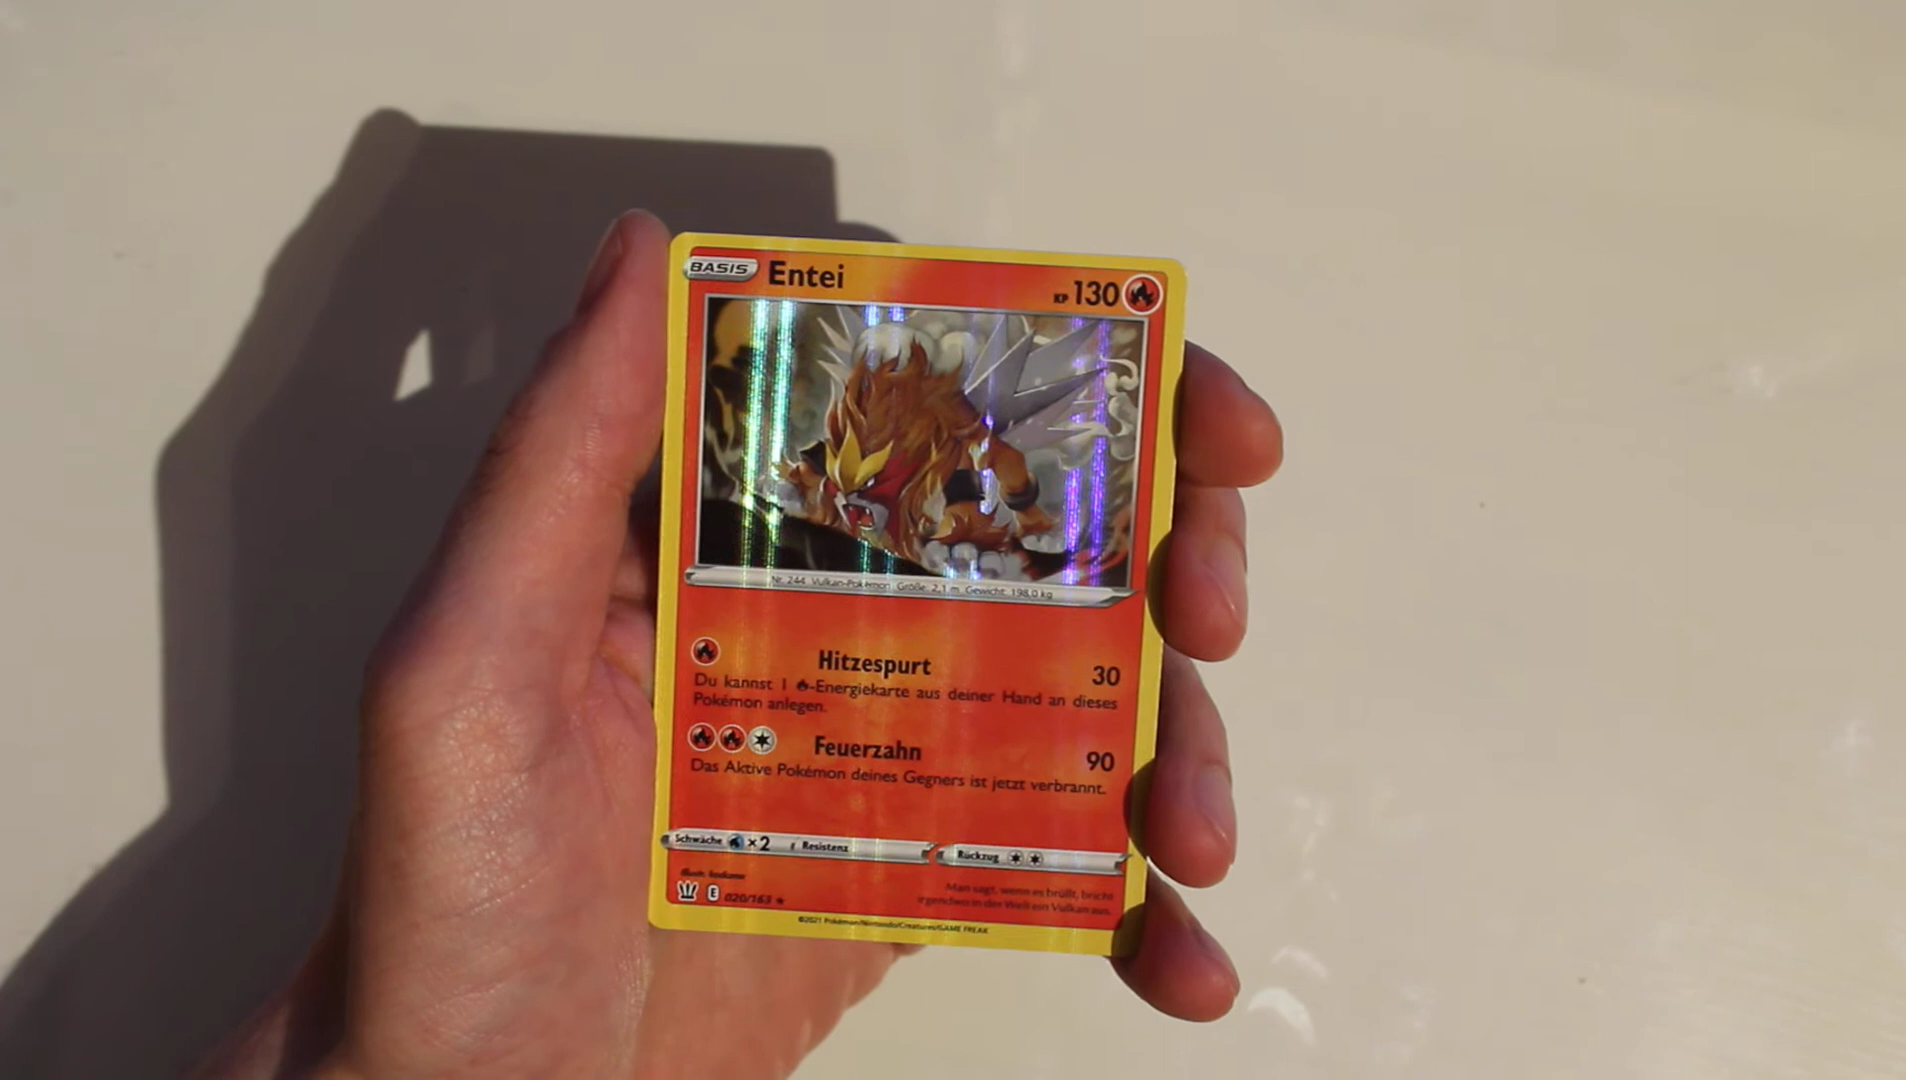 BASIS Entei KP 130
Nr. 244 Vulkan-Pokémon Größe: 2,1 m Gewicht: 198,0 kg
Hitzespurt 30
Du kannst 1 -Energiekarte aus deiner Hand an dieses
Pokémon anlegen.
Feuerzahn 90
Das Aktive Pokémon deines Gegners ist jetzt verbrannt.
Schwäche ×2 Resistenz Rückzug
Illust.
E 020/163 ★
Man sagt, wenn es brüllt, bricht
irgendwo in der Welt ein Vulkan aus.
©2021 Pokémon/Nintendo/Creatures/GAME FREAK